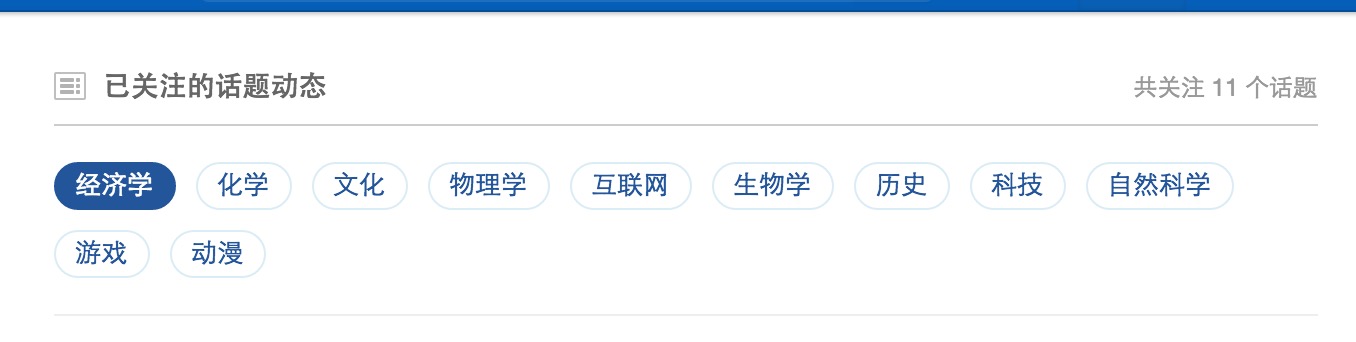 已关注的话题动态 共关注 11 个话题
经济学 化学 文化 物理学 互联网 生物学 历史 科技 自然科学
游戏 动漫